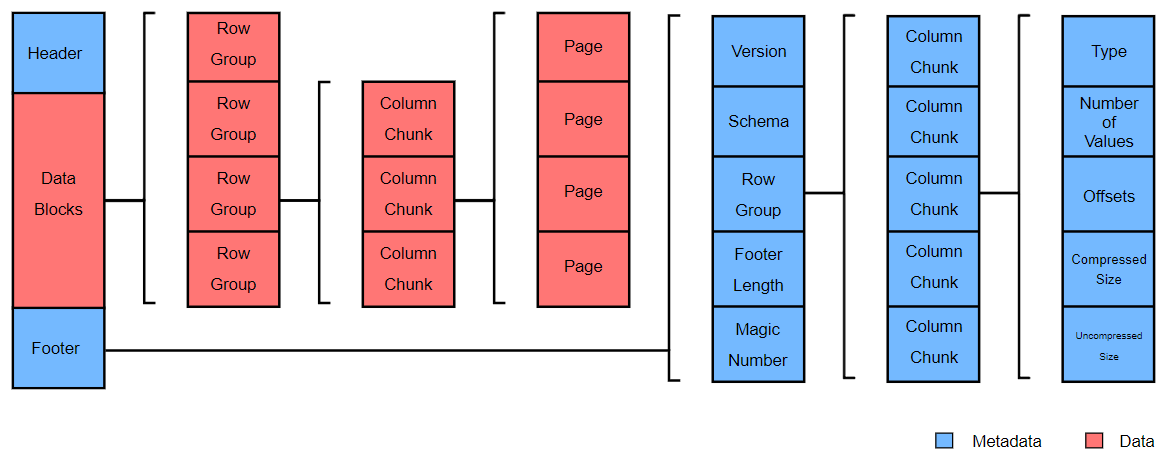 Header
Data
Blocks
Footer
Row
Group
Row
Group
Row
Group
Row
Group
Column
Chunk
Column
Chunk
Column
Chunk
Page
Page
Page
Page
Version
Schema
Row
Group
Footer
Length
Magic
Number
Column
Chunk
Column
Chunk
Column
Chunk
Column
Chunk
Column
Chunk
Type
Number
of
Values
Offsets
Compressed
Size
Uncompressed
Size
Metadata
Data